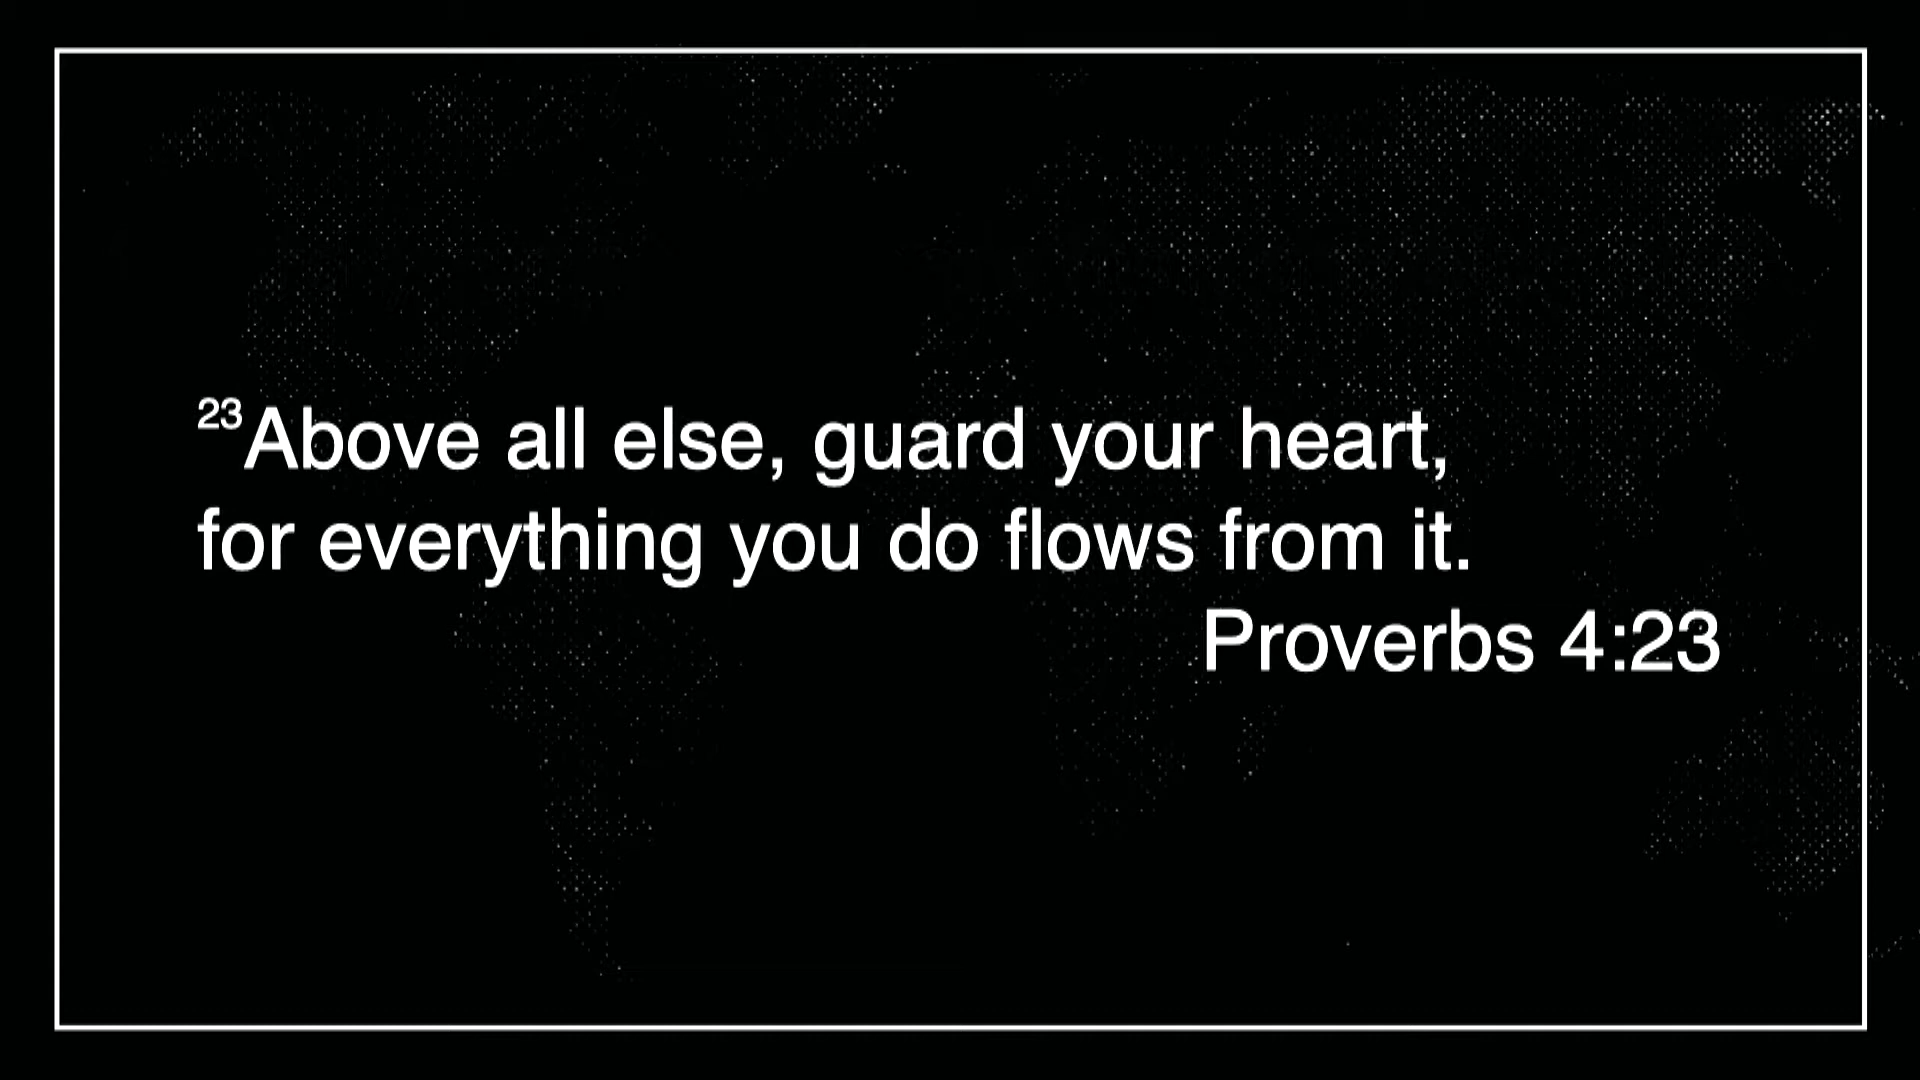 23Above all else, guard your heart,
for everything you do flows from it.
Proverbs 4:23